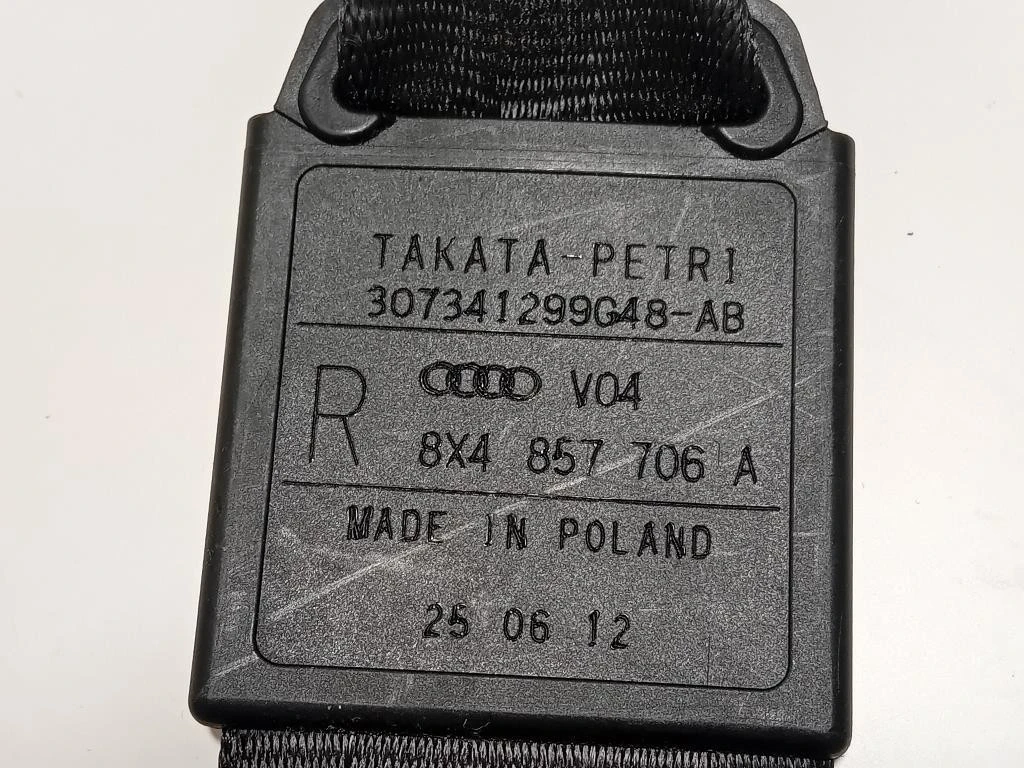 TAKATA-PETRI
307341299G48-AB
R V04
8X4 857 706 A
MADE IN POLAND
25 06 12